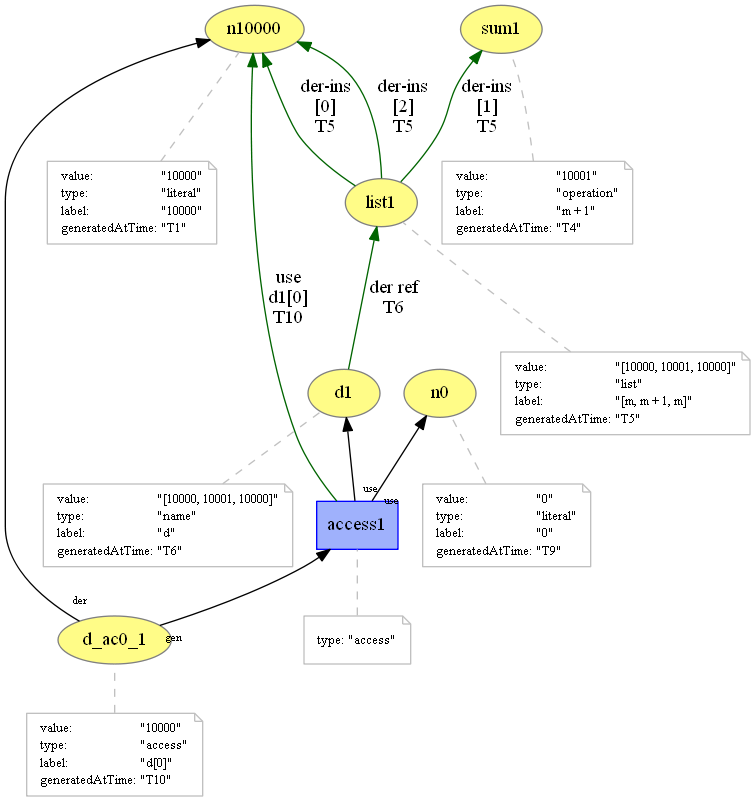 n10000
sum1
der-ins
[0]
T5
der-ins
[2]
T5
der-ins
[1]
T5
value: "10000"
type: "literal"
label: "10000"
generatedAtTime: "T1"
value: "10001"
type: "operation"
label: "m + 1"
generatedAtTime: "T4"
list1
use
d1[0]
T10
der ref
T6
value: "[10000, 10001, 10000]"
type: "list"
label: "[m, m + 1, m]"
generatedAtTime: "T5"
d1
n0
value: "[10000, 10001, 10000]"
type: "name"
label: "d"
generatedAtTime: "T6"
use
use
access1
value: "0"
type: "literal"
label: "0"
generatedAtTime: "T9"
der
d_ac0_1
gen
type: "access"
value: "10000"
type: "access"
label: "d[0]"
generatedAtTime: "T10"